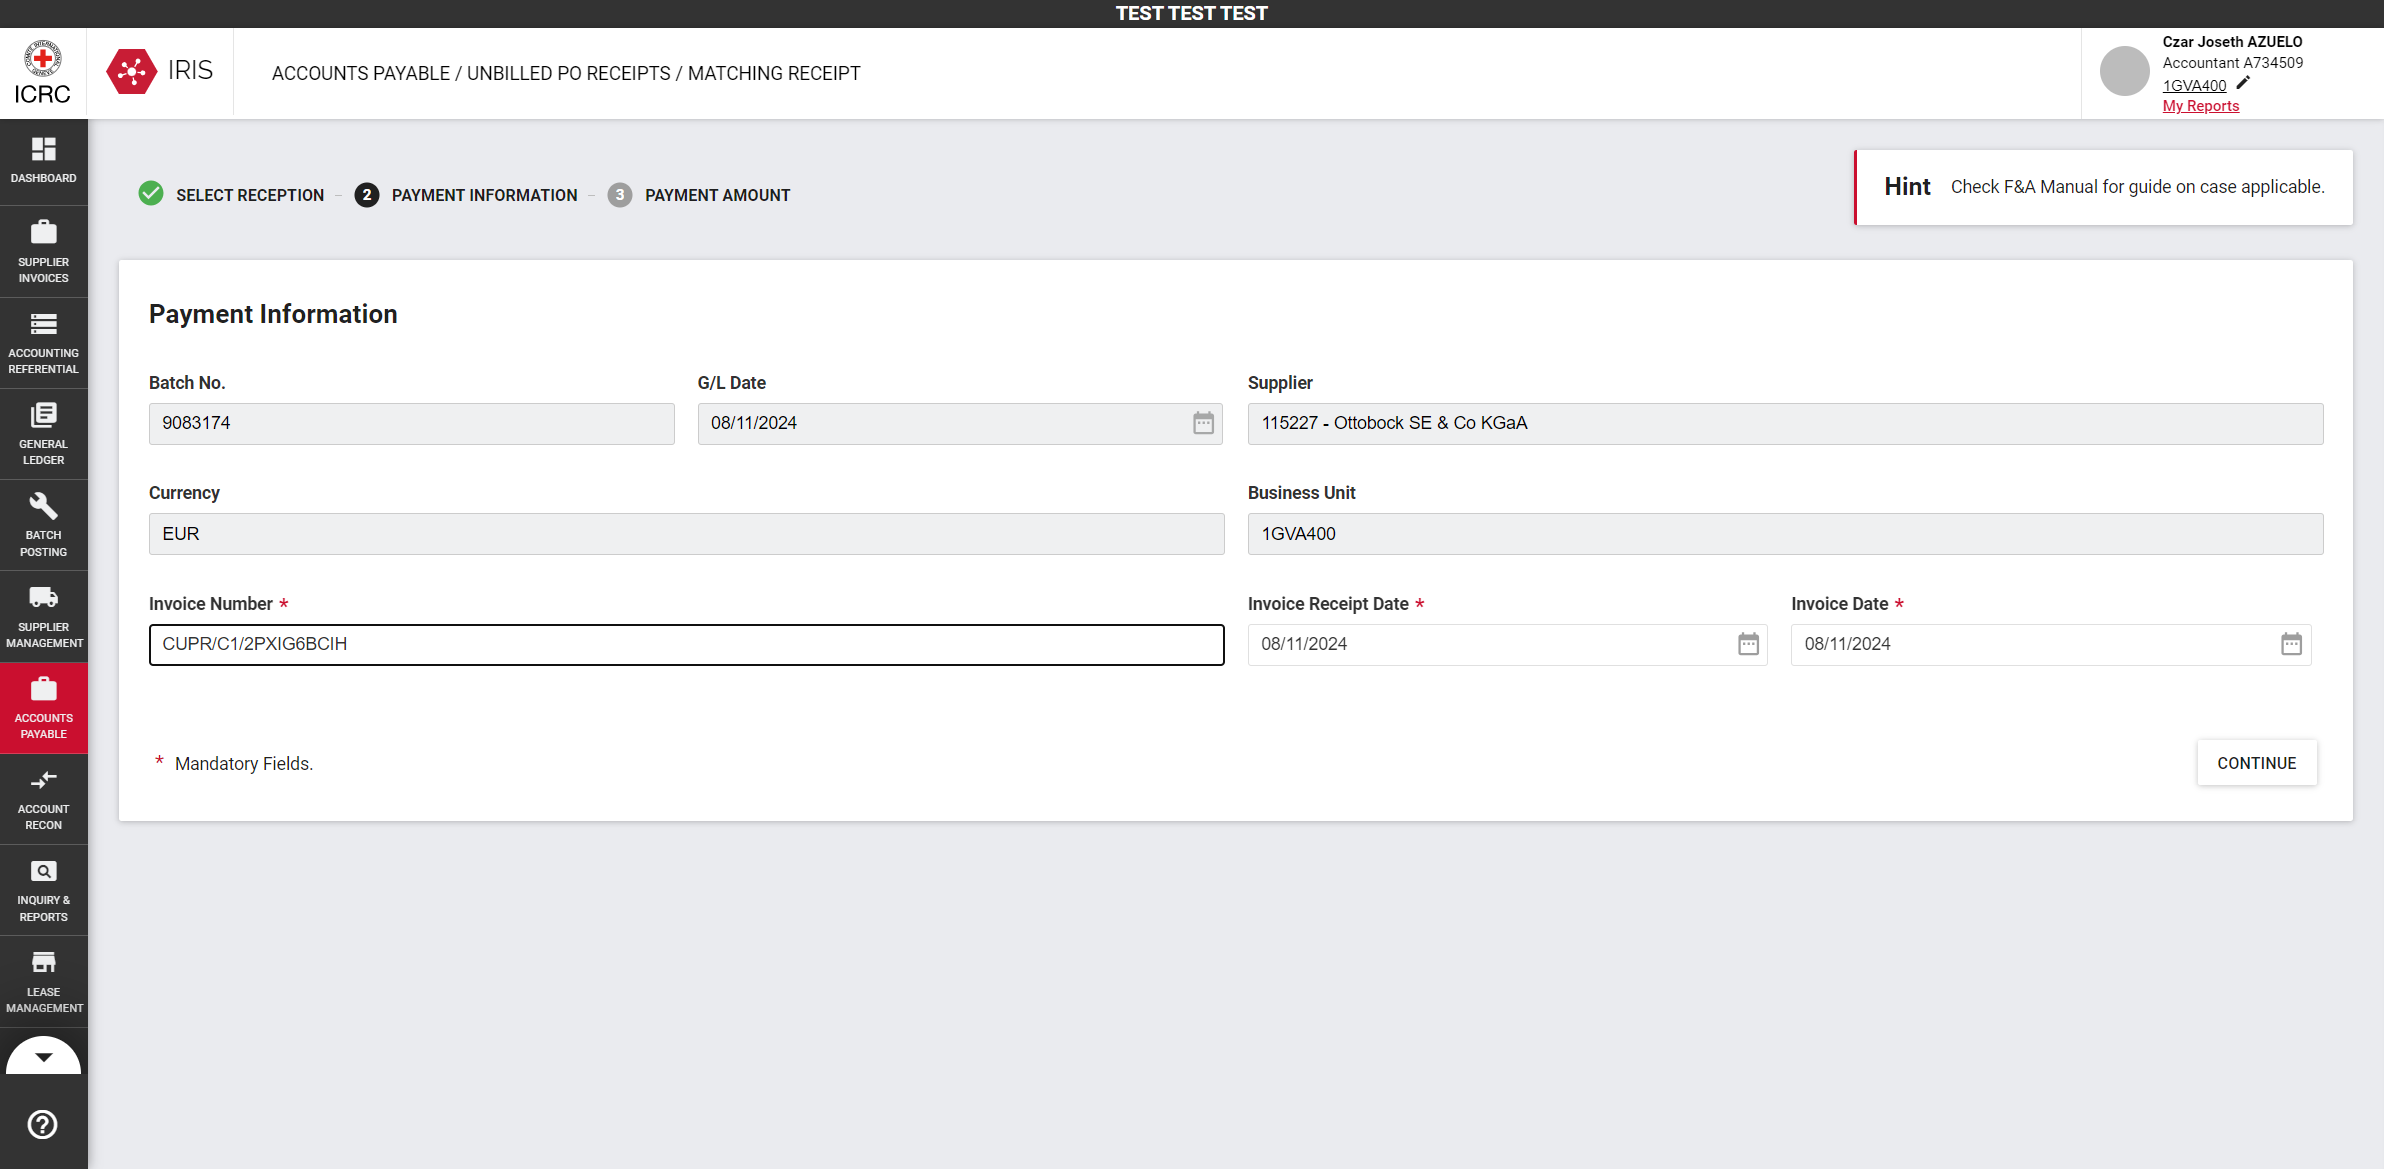 TEST TEST TEST
ICRC
IRIS
ACCOUNTS PAYABLE / UNBILLED PO RECEIPTS / MATCHING RECEIPT
Czar Joseth AZUELO
Accountant A734509
1GVA400
My Reports
DASHBOARD
SUPPLIER
INVOICES
ACCOUNTING
REFERENTIAL
GENERAL
LEDGER
BATCH
POSTING
SUPPLIER
MANAGEMENT
ACCOUNTS
PAYABLE
ACCOUNT
RECON
INQUIRY &
REPORTS
LEASE
MANAGEMENT
SELECT RECEPTION – 2 PAYMENT INFORMATION – 3 PAYMENT AMOUNT
Hint Check F&A Manual for guide on case applicable.
Payment Information
Batch No. G/L Date Supplier
9083174 08/11/2024 115227 - Ottobock SE & Co KGaA
Currency Business Unit
EUR 1GVA400
Invoice Number * Invoice Receipt Date * Invoice Date *
CUPR/C1/2PXIG6BCIH 08/11/2024 08/11/2024
* Mandatory Fields.
CONTINUE